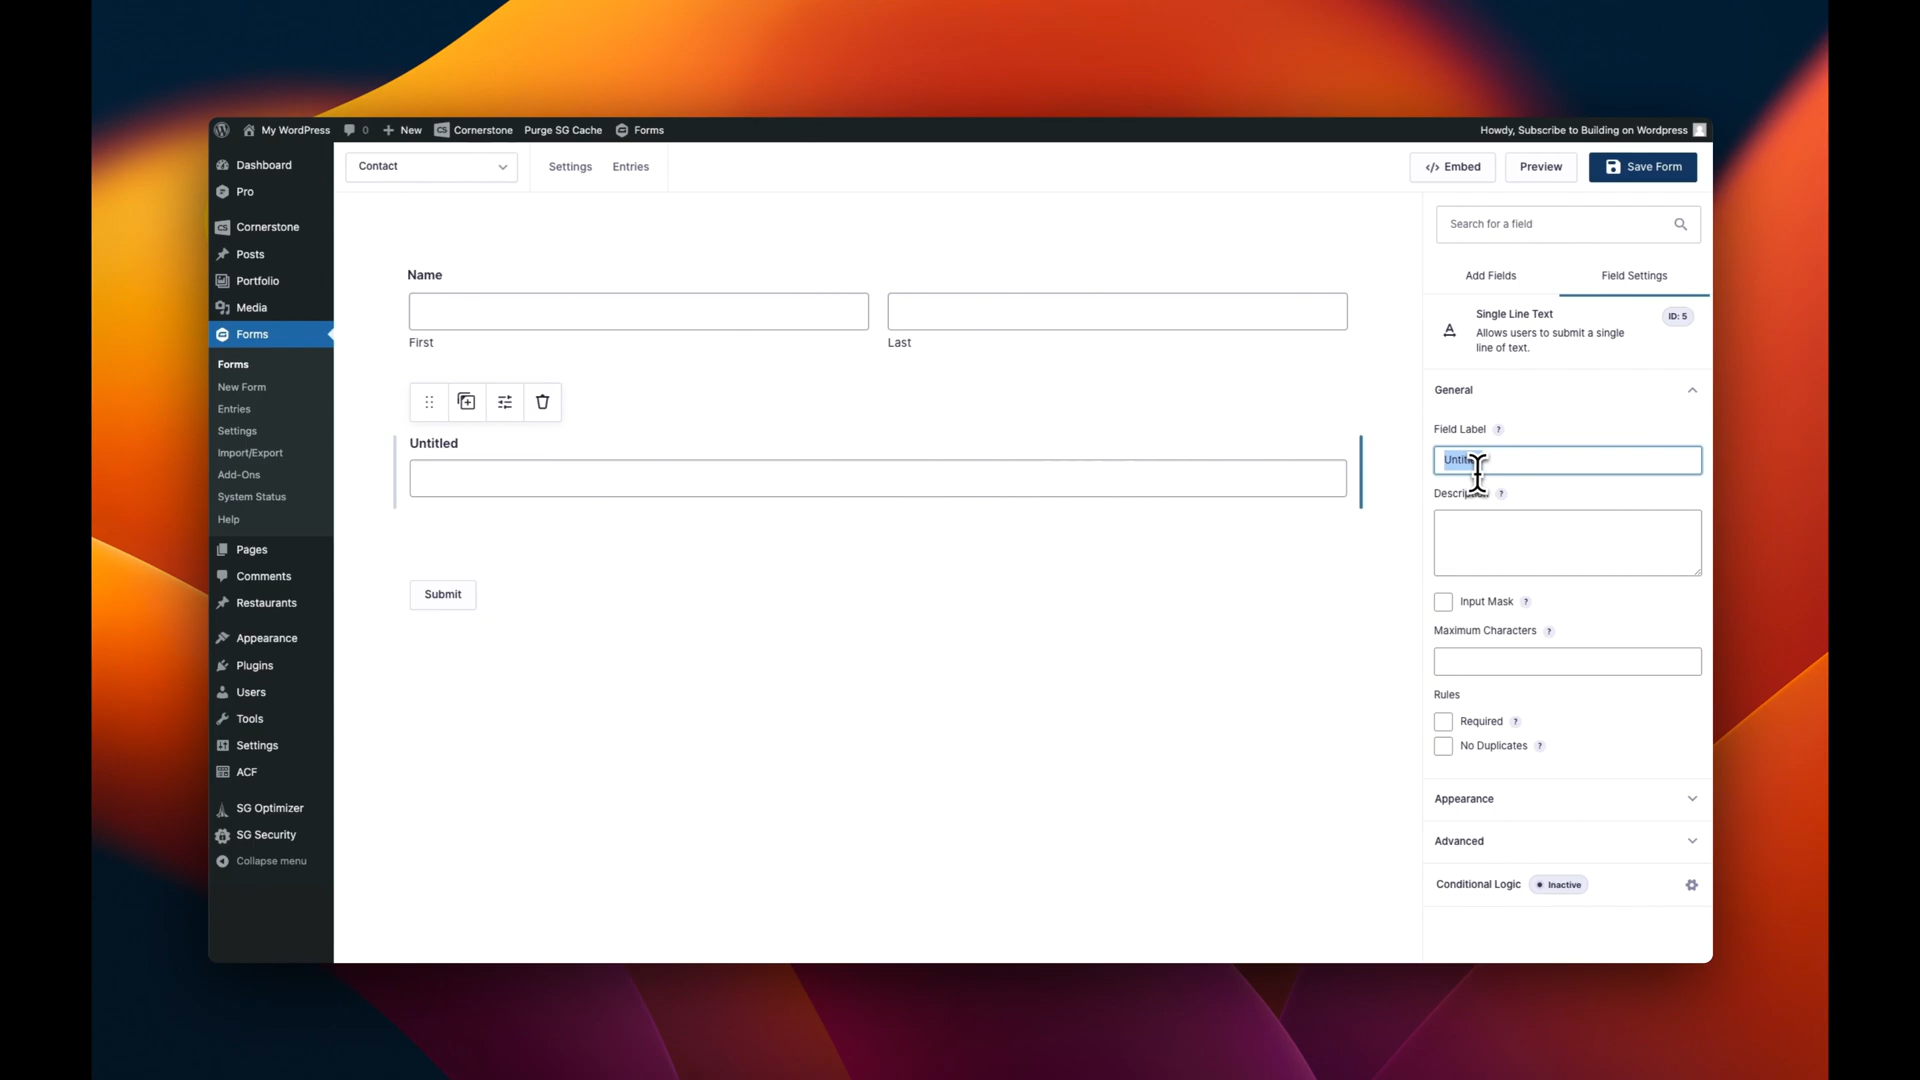 My WordPress
0
New
CS
Cornerstone
Purge SG Cache
Forms
Howdy, Subscribe to Building on Wordpress
Dashboard
Pro
CS
Cornerstone
Posts
Portfolio
Media
Forms
Forms
New Form
Entries
Settings
Import/Export
Add-Ons
System Status
Help
Pages
Comments
Restaurants
Appearance
Plugins
Users
Tools
Settings
ACF
SG Optimizer
SG Security
Collapse menu
Contact
Settings
Entries
Embed
Preview
Save Form
Name
First
Last
Untitled
Submit
Search for a field
Add Fields
Field Settings
Single Line Text
ID: 5
Allows users to submit a single
line of text.
General
Field Label ?
Description ?
Input Mask ?
Maximum Characters ?
Rules
Required ?
No Duplicates ?
Appearance
Advanced
Conditional Logic
Inactive